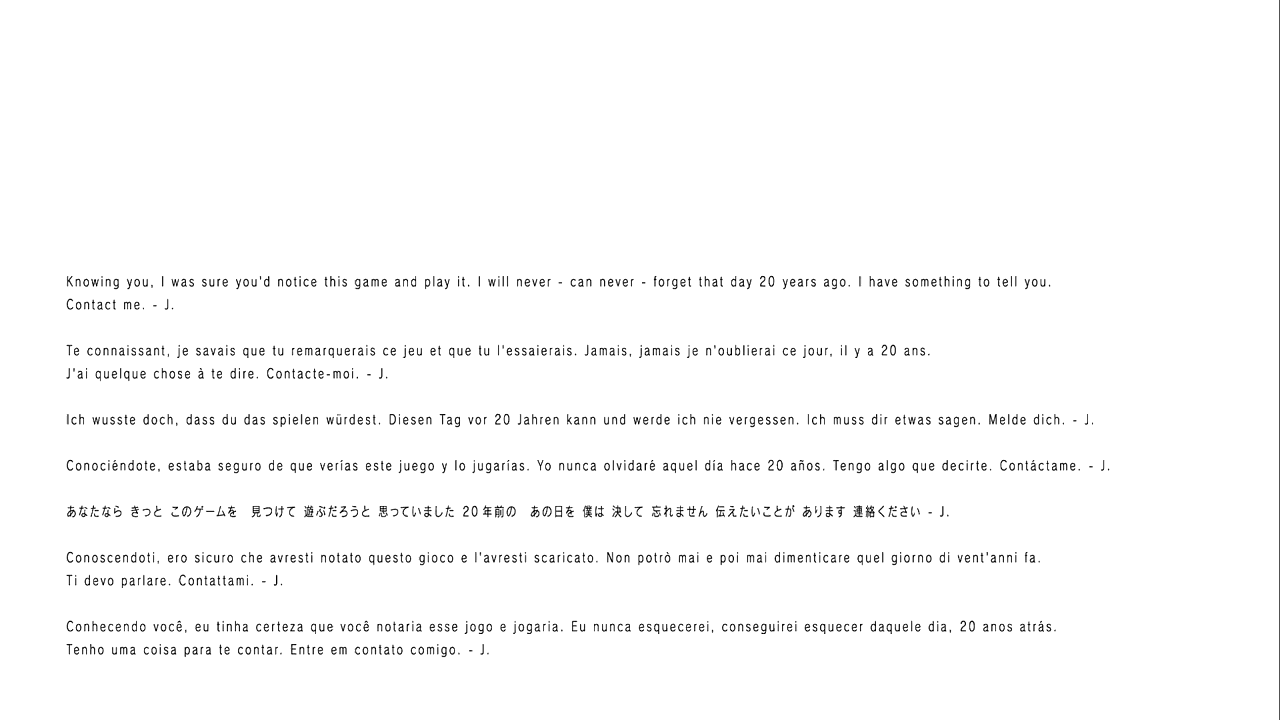 Knowing you, I was sure you'd notice this game and play it. I will never - can never - forget that day 20 years ago. I have something to tell you.
Contact me. - J.
Te connaissant, je savais que tu remarquerais ce jeu et que tu l'essaierais. Jamais, jamais je n'oublierai ce jour, il y a 20 ans.
J'ai quelque chose à te dire. Contacte-moi. - J.
Ich wusste doch, dass du das spielen würdest. Diesen Tag vor 20 Jahren kann und werde ich nie vergessen. Ich muss dir etwas sagen. Melde dich. - J.
Conociéndote, estaba seguro de que verías este juego y lo jugarías. Yo nunca olvidaré aquel día hace 20 años. Tengo algo que decirte. Contáctame. - J.
あなたなら きっと このゲームを　見つけて 遊ぶだろうと 思っていました 20年前の　あの日を 僕は 決して 忘れません 伝えたいことが あります 連絡ください - J.
Conoscendoti, ero sicuro che avresti notato questo gioco e l'avresti scaricato. Non potrò mai e poi mai dimenticare quel giorno di vent'anni fa.
Ti devo parlare. Contattami. - J.
Conhecendo você, eu tinha certeza que você notaria esse jogo e jogaria. Eu nunca esquecerei, conseguirei esquecer daquele dia, 20 anos atrás.
Tenho uma coisa para te contar. Entre em contato comigo. - J.